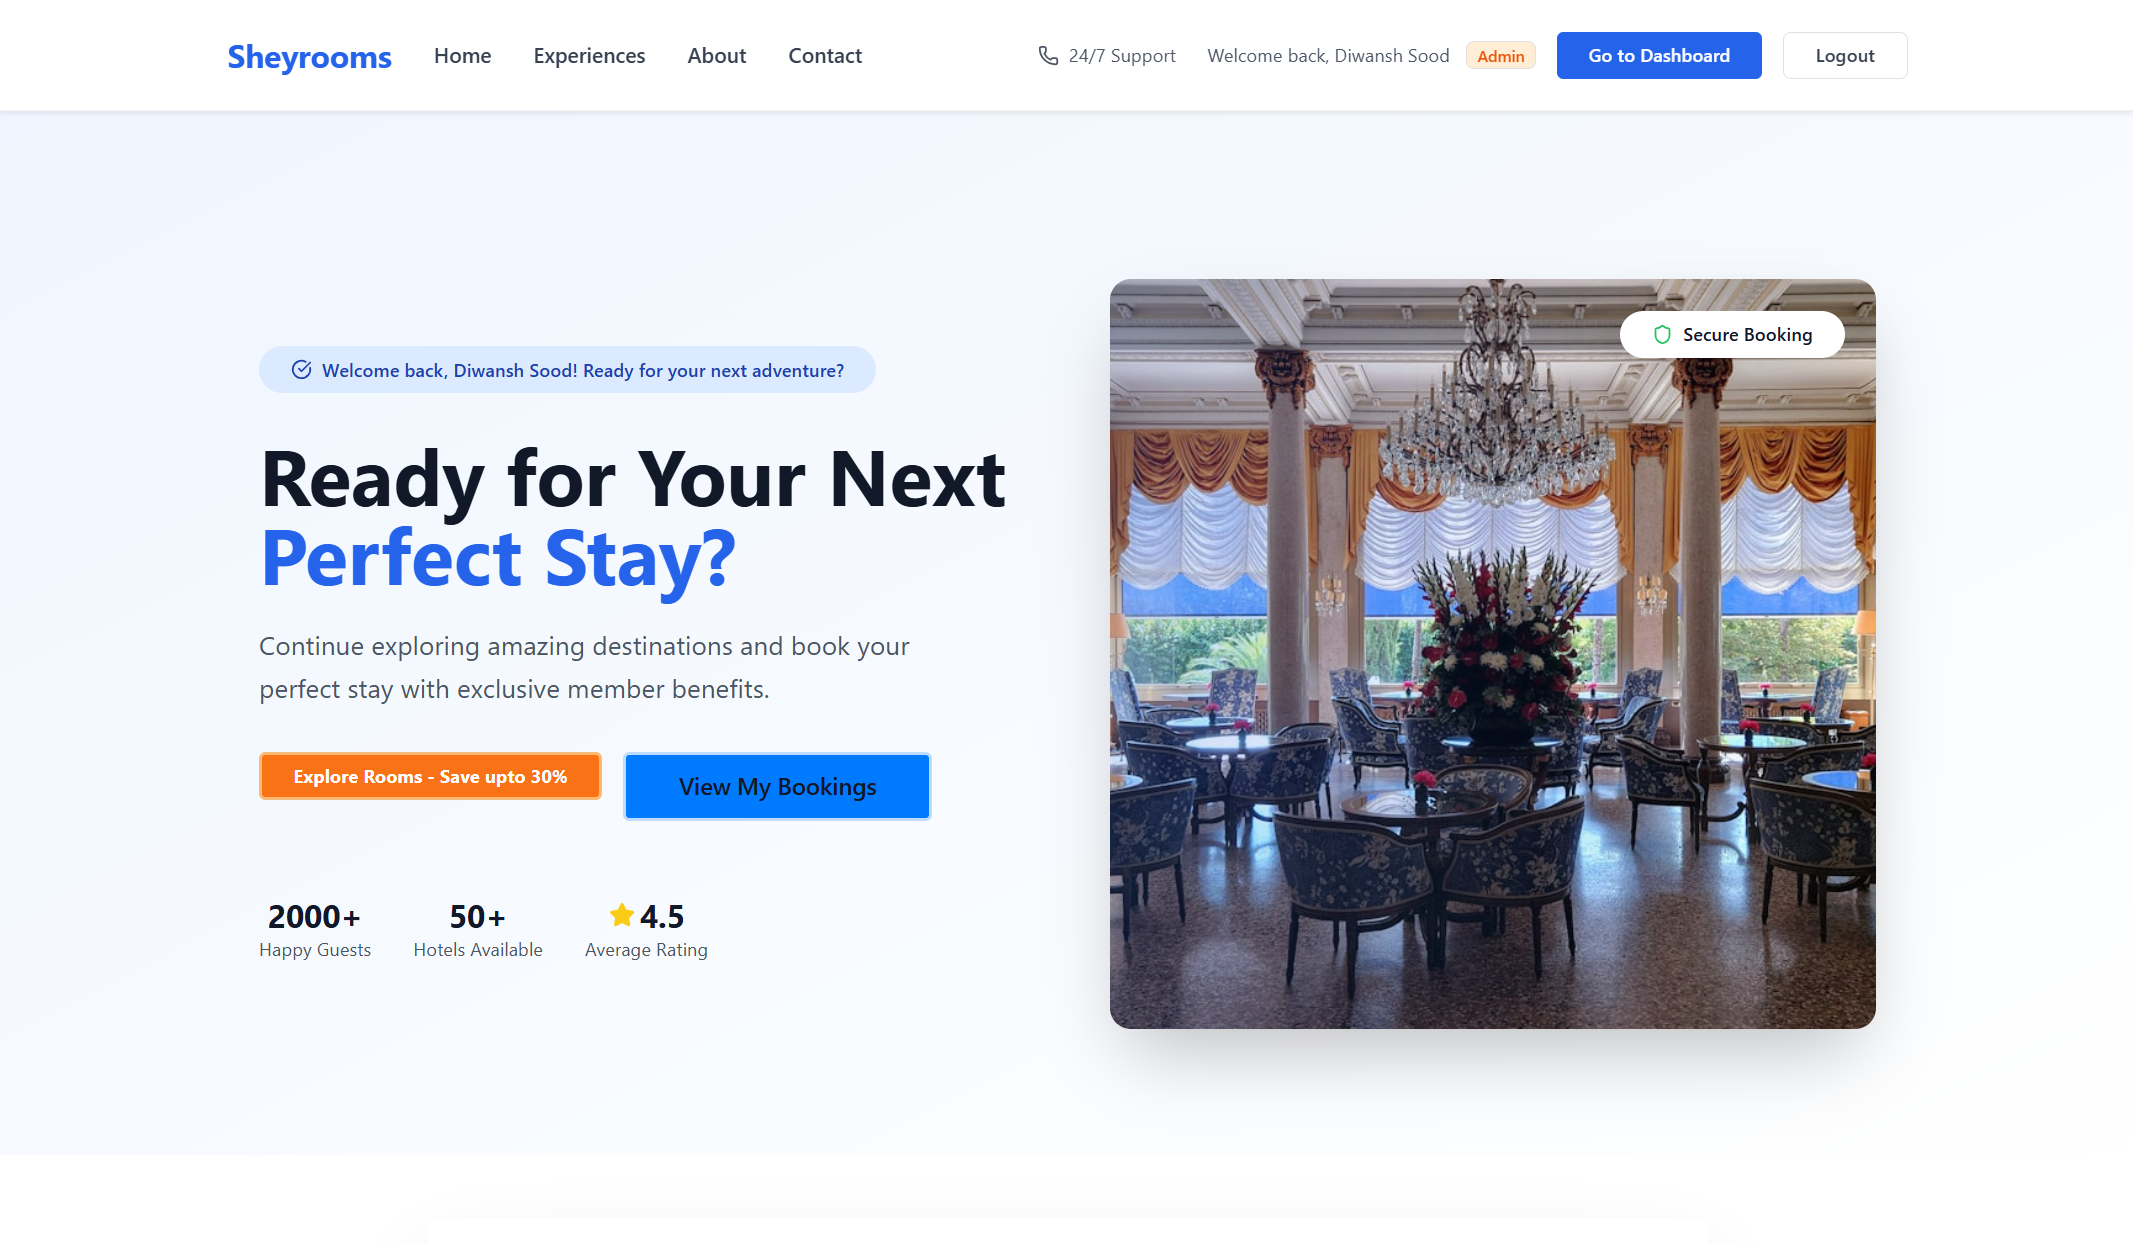 Sheyrooms
Home
Experiences
About
Contact
24/7 Support
Welcome back, Diwansh Sood
Admin
Go to Dashboard
Logout
Welcome back, Diwansh Sood! Ready for your next adventure?
Ready for Your Next
Perfect Stay?
Continue exploring amazing destinations and book your
perfect stay with exclusive member benefits.
Explore Rooms - Save upto 30%
View My Bookings
2000+
Happy Guests
50+
Hotels Available
4.5
Average Rating
Secure Booking